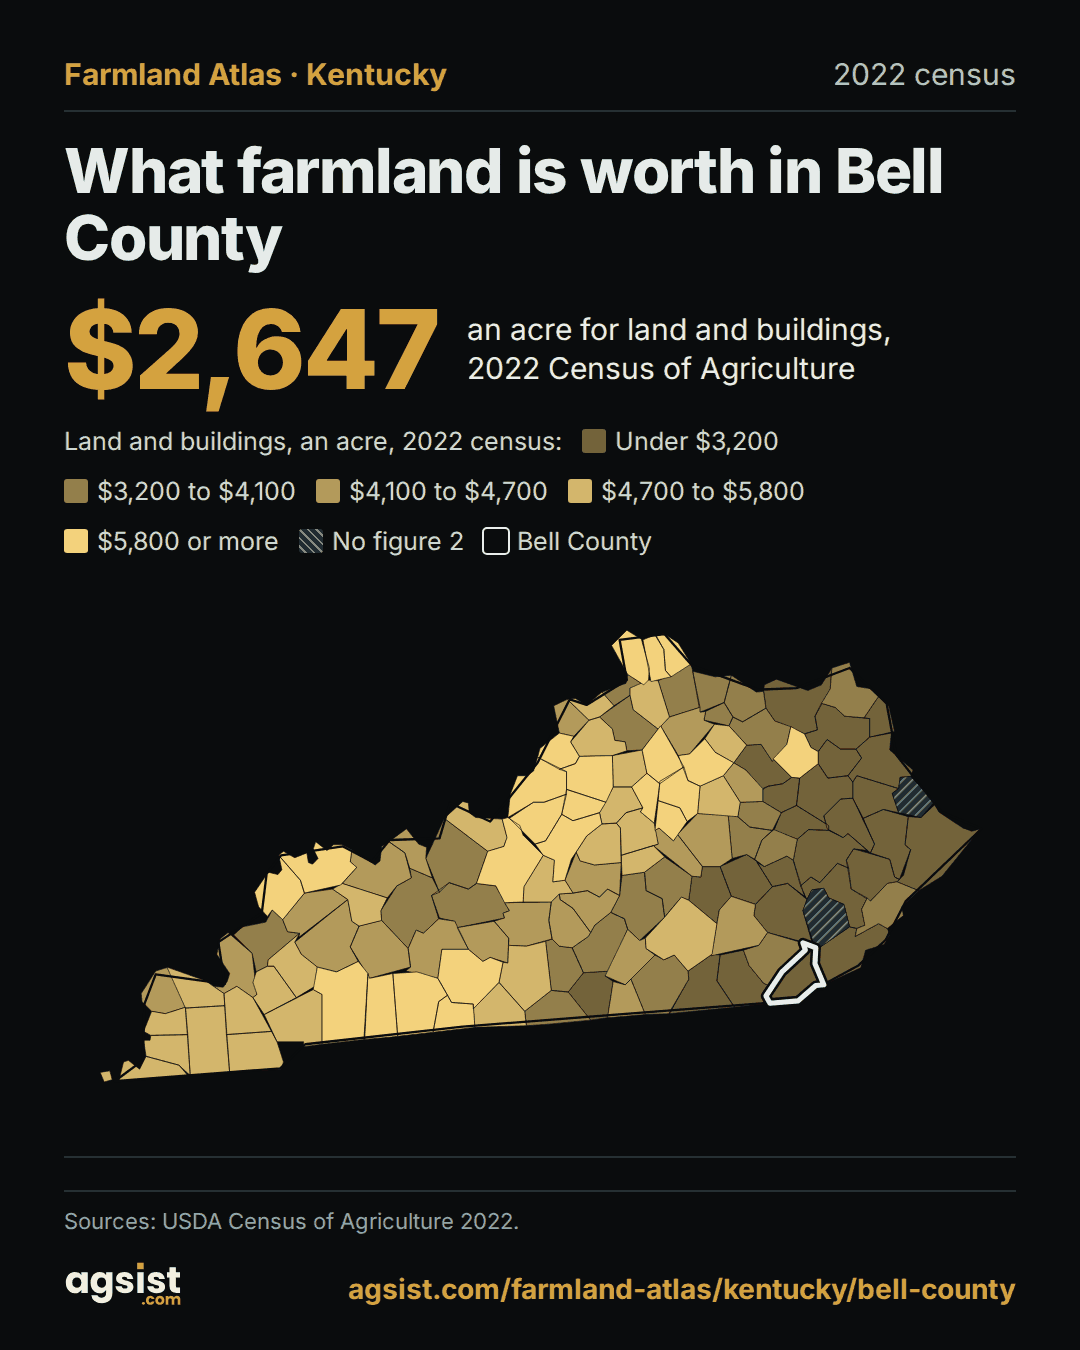 Farmland Atlas · Kentucky
2022 census
What farmland is worth in Bell
County
$2,647
an acre for land and buildings,
2022 Census of Agriculture
Land and buildings, an acre, 2022 census:
Under $3,200
$3,200 to $4,100
$4,100 to $4,700
$4,700 to $5,800
$5,800 or more
No figure 2
Bell County
Sources: USDA Census of Agriculture 2022.
agsist
.com
agsist.com/farmland-atlas/kentucky/bell-county